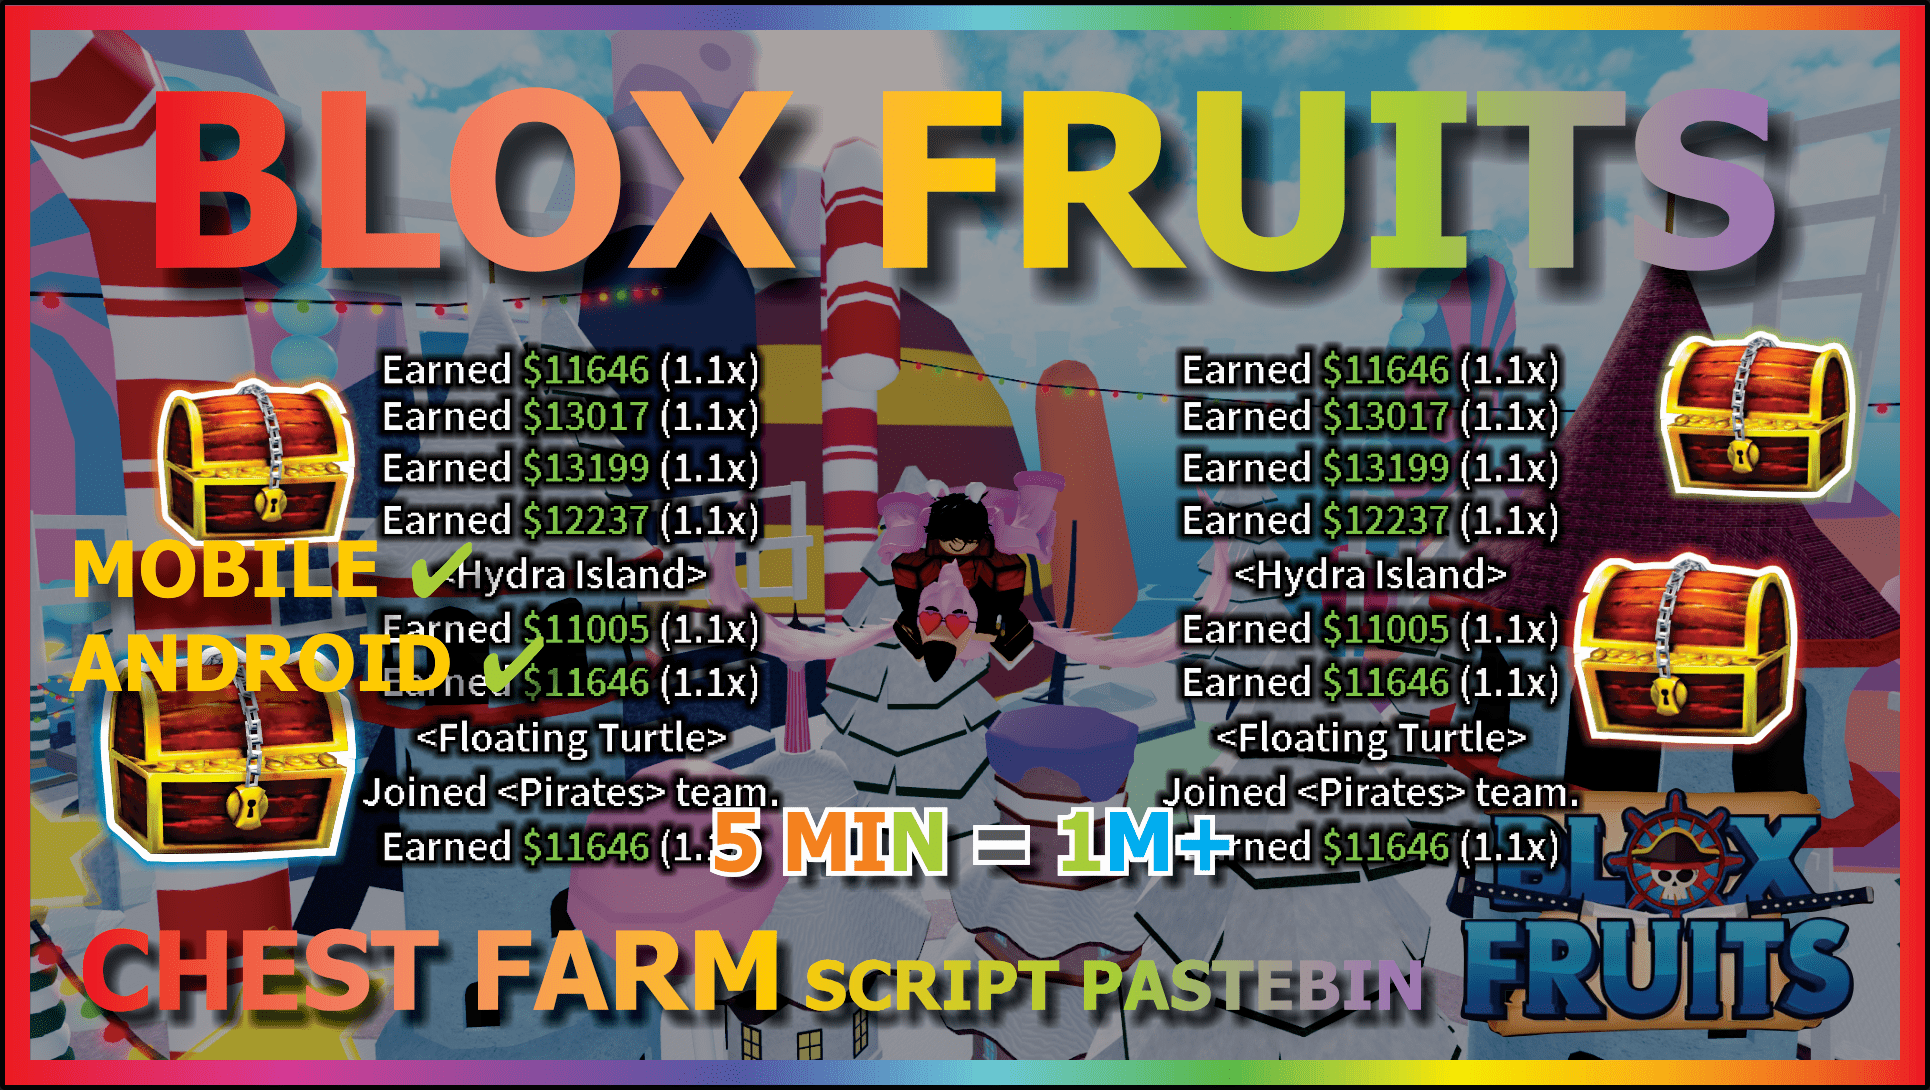 BLOX FRUITS
Earned $11646 (1.1x)
Earned $13017 (1.1x)
Earned $13199 (1.1x)
Earned $12237 (1.1x)
<Hydra Island>
Earned $11005 (1.1x)
Earned $11646 (1.1x)
<Floating Turtle>
Joined <Pirates> team.
Earned $11646 (1.
Earned $11646 (1.1x)
Earned $13017 (1.1x)
Earned $13199 (1.1x)
Earned $12237 (1.1x)
<Hydra Island>
Earned $11005 (1.1x)
Earned $11646 (1.1x)
<Floating Turtle>
Joined <Pirates> team.
rned $11646 (1.1x)
MOBILE ✔
ANDROID ✔
5 MIN = 1M+
CHEST FARM SCRIPT PASTEBIN
BLOX
FRUITS